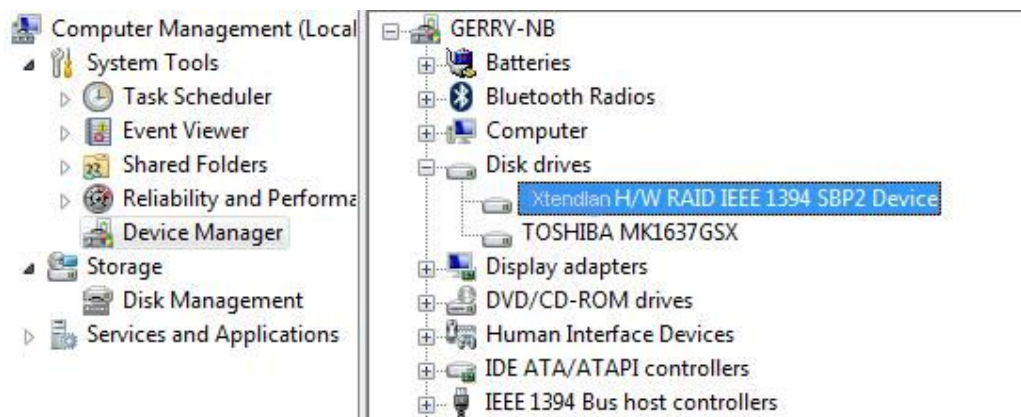 Computer Management (Local
System Tools
Task Scheduler
Event Viewer
Shared Folders
Reliability and Performa
Device Manager
Storage
Disk Management
Services and Applications
GERRY-NB
Batteries
Bluetooth Radios
Computer
Disk drives
Xtendlan H/W RAID IEEE 1394 SBP2 Device
TOSHIBA MK1637GSX
Display adapters
DVD/CD-ROM drives
Human Interface Devices
IDE ATA/ATAPI controllers
IEEE 1394 Bus host controllers